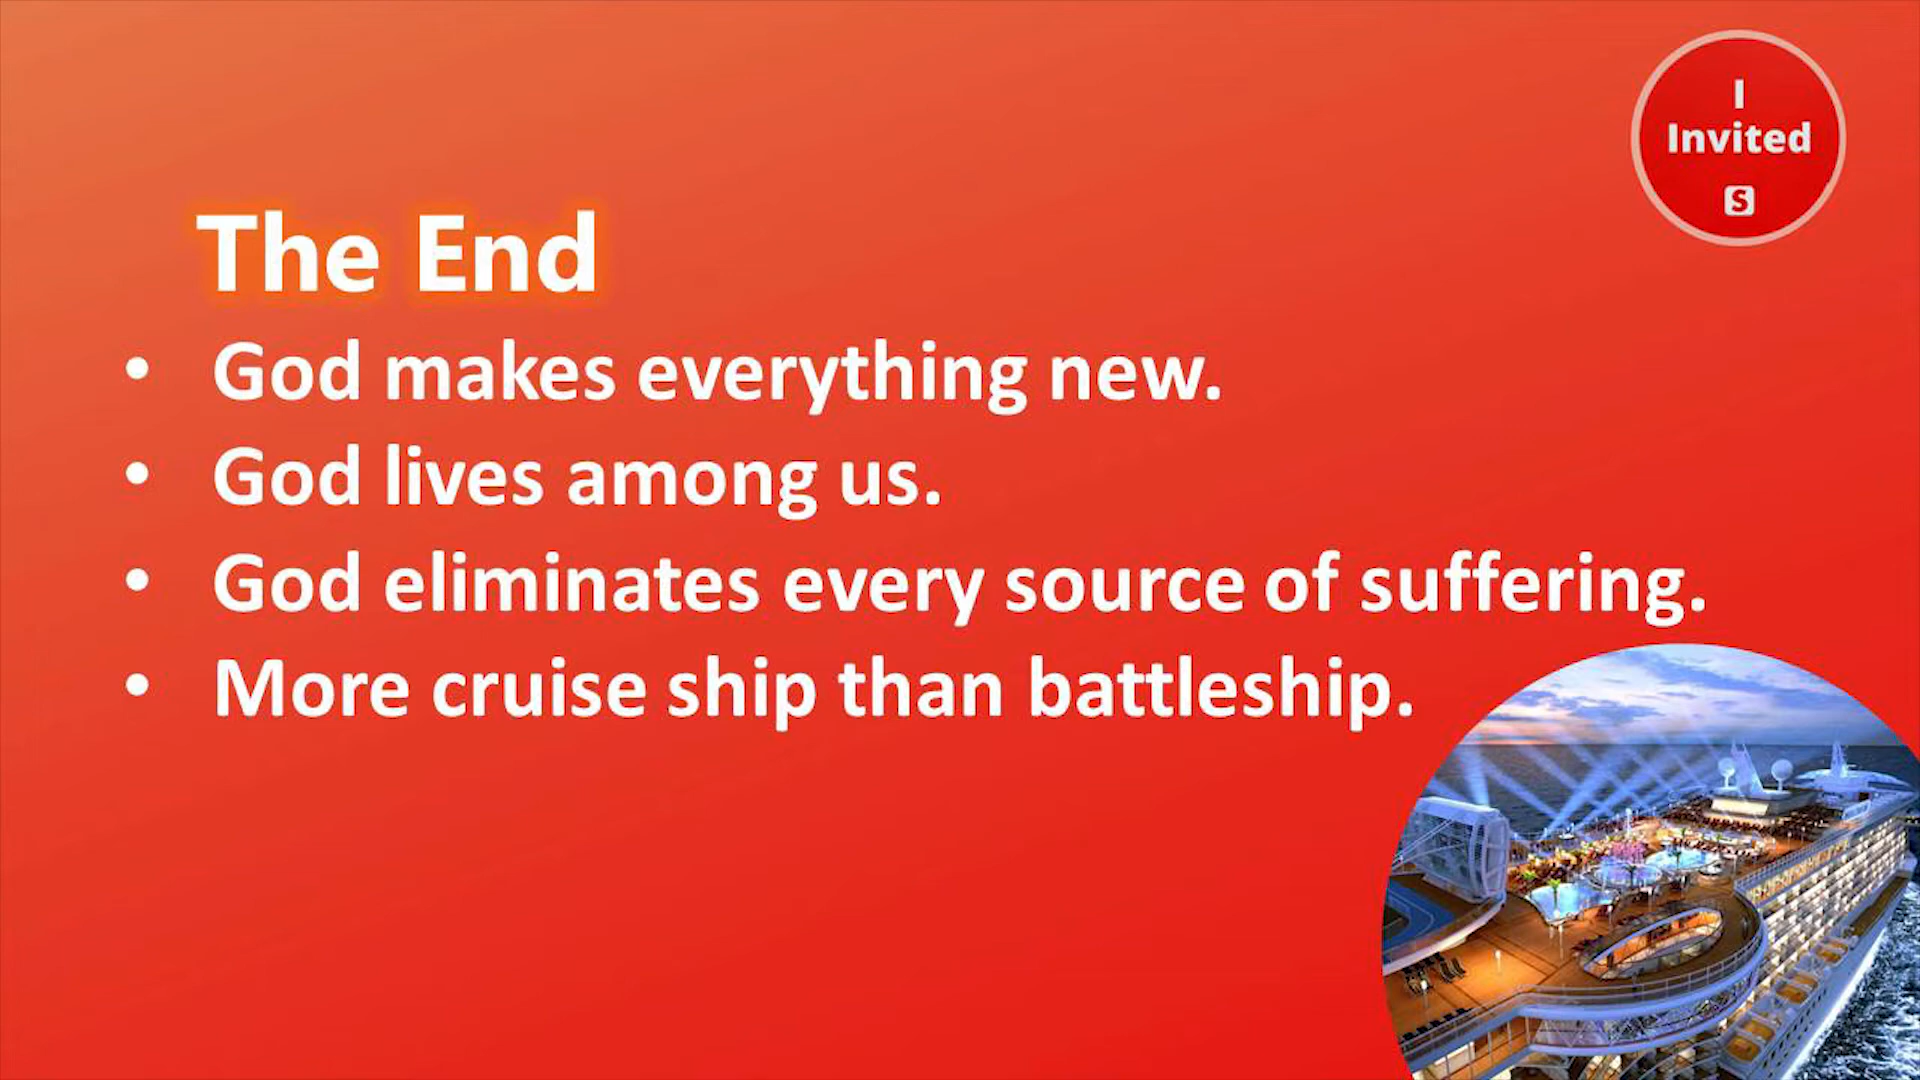 I
Invited
S
The End
• God makes everything new.
• God lives among us.
• God eliminates every source of suffering.
• More cruise ship than battleship.